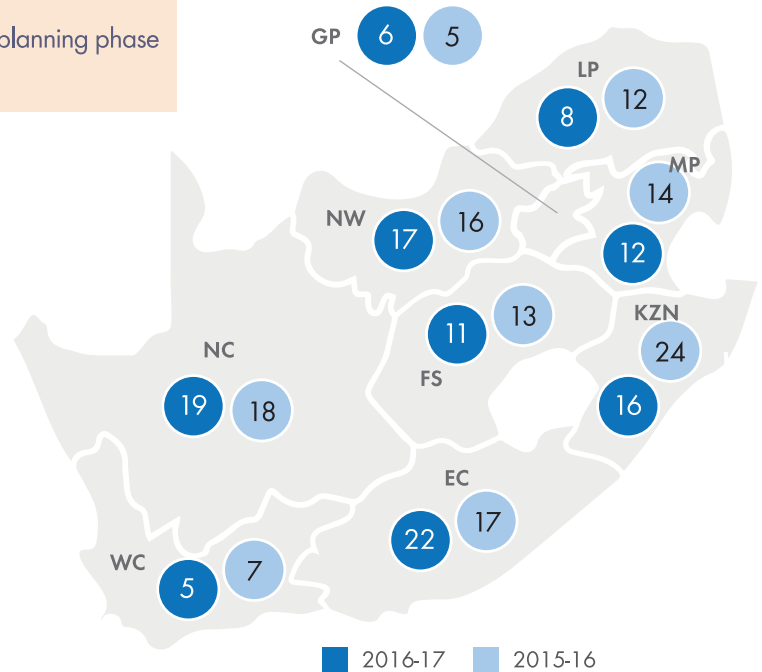 planning phase
GP 6 5
LP
8 12
MP
14
12
NW 17 16
11 13
FS
KZN
24
16
NC
19 18
EC
22 17
WC 5 7
2016-17 2015-16